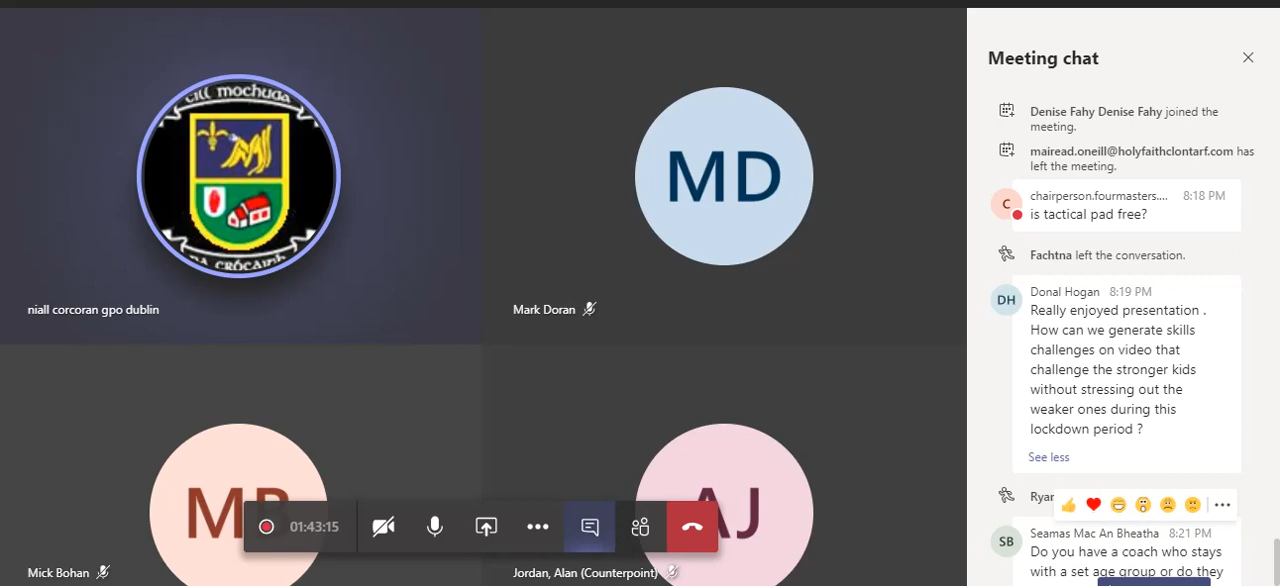 cill mochuda
na crócaigh
niall corcoran gpo dublin
MD
Mark Doran
MB
Mick Bohan
AJ
Jordan, Alan (Counterpoint)
01:43:15
Meeting chat
Denise Fahy Denise Fahy joined the
meeting.
mairead.oneill@holyfaithclontarf.com has
left the meeting.
C
chairperson.fourmasters.... 8:18 PM
is tactical pad free?
Fachtna left the conversation.
DH
Donal Hogan 8:19 PM
Really enjoyed presentation .
How can we generate skills
challenges on video that
challenge the stronger kids
without stressing out the
weaker ones during this
lockdown period ?
See less
Ryan
SB
Seamas Mac An Bheatha 8:21 PM
Do you have a coach who stays
with a set age group or do they